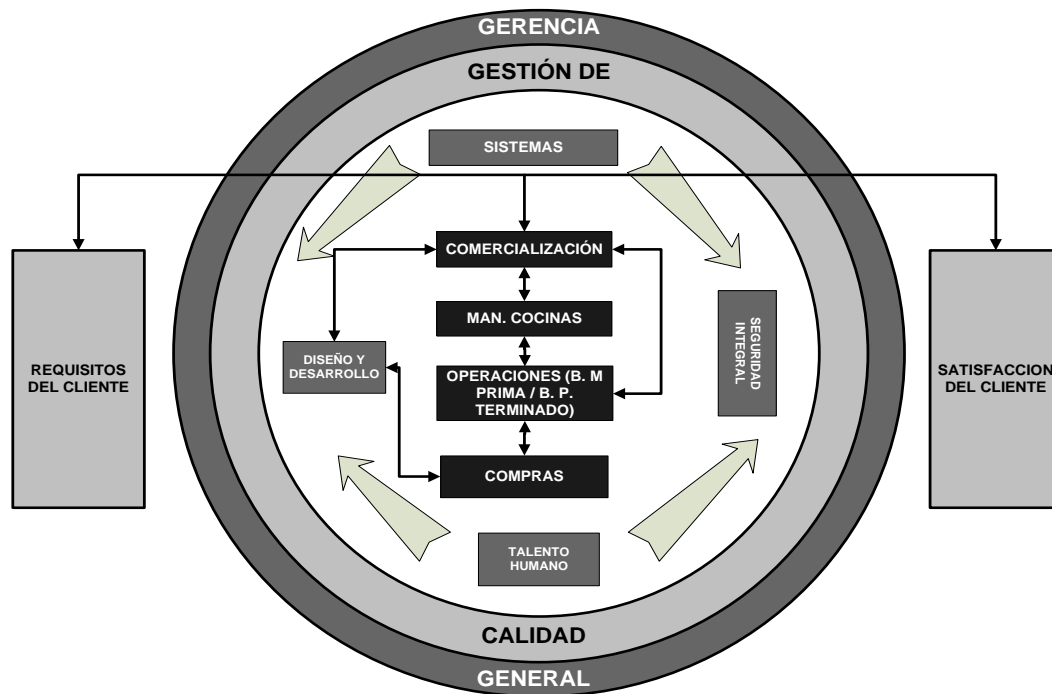 GERENCIA
GESTIÓN DE
SISTEMAS
COMERCIALIZACIÓN
MAN. COCINAS
DISEÑO Y
DESARROLLO
OPERACIONES (B. M
PRIMA / B. P.
TERMINADO)
COMPRAS
SEGURIDAD
INTEGRAL
REQUISITOS
DEL CLIENTE
SATISFACCION
DEL CLIENTE
TALENTO
HUMANO
CALIDAD
GENERAL